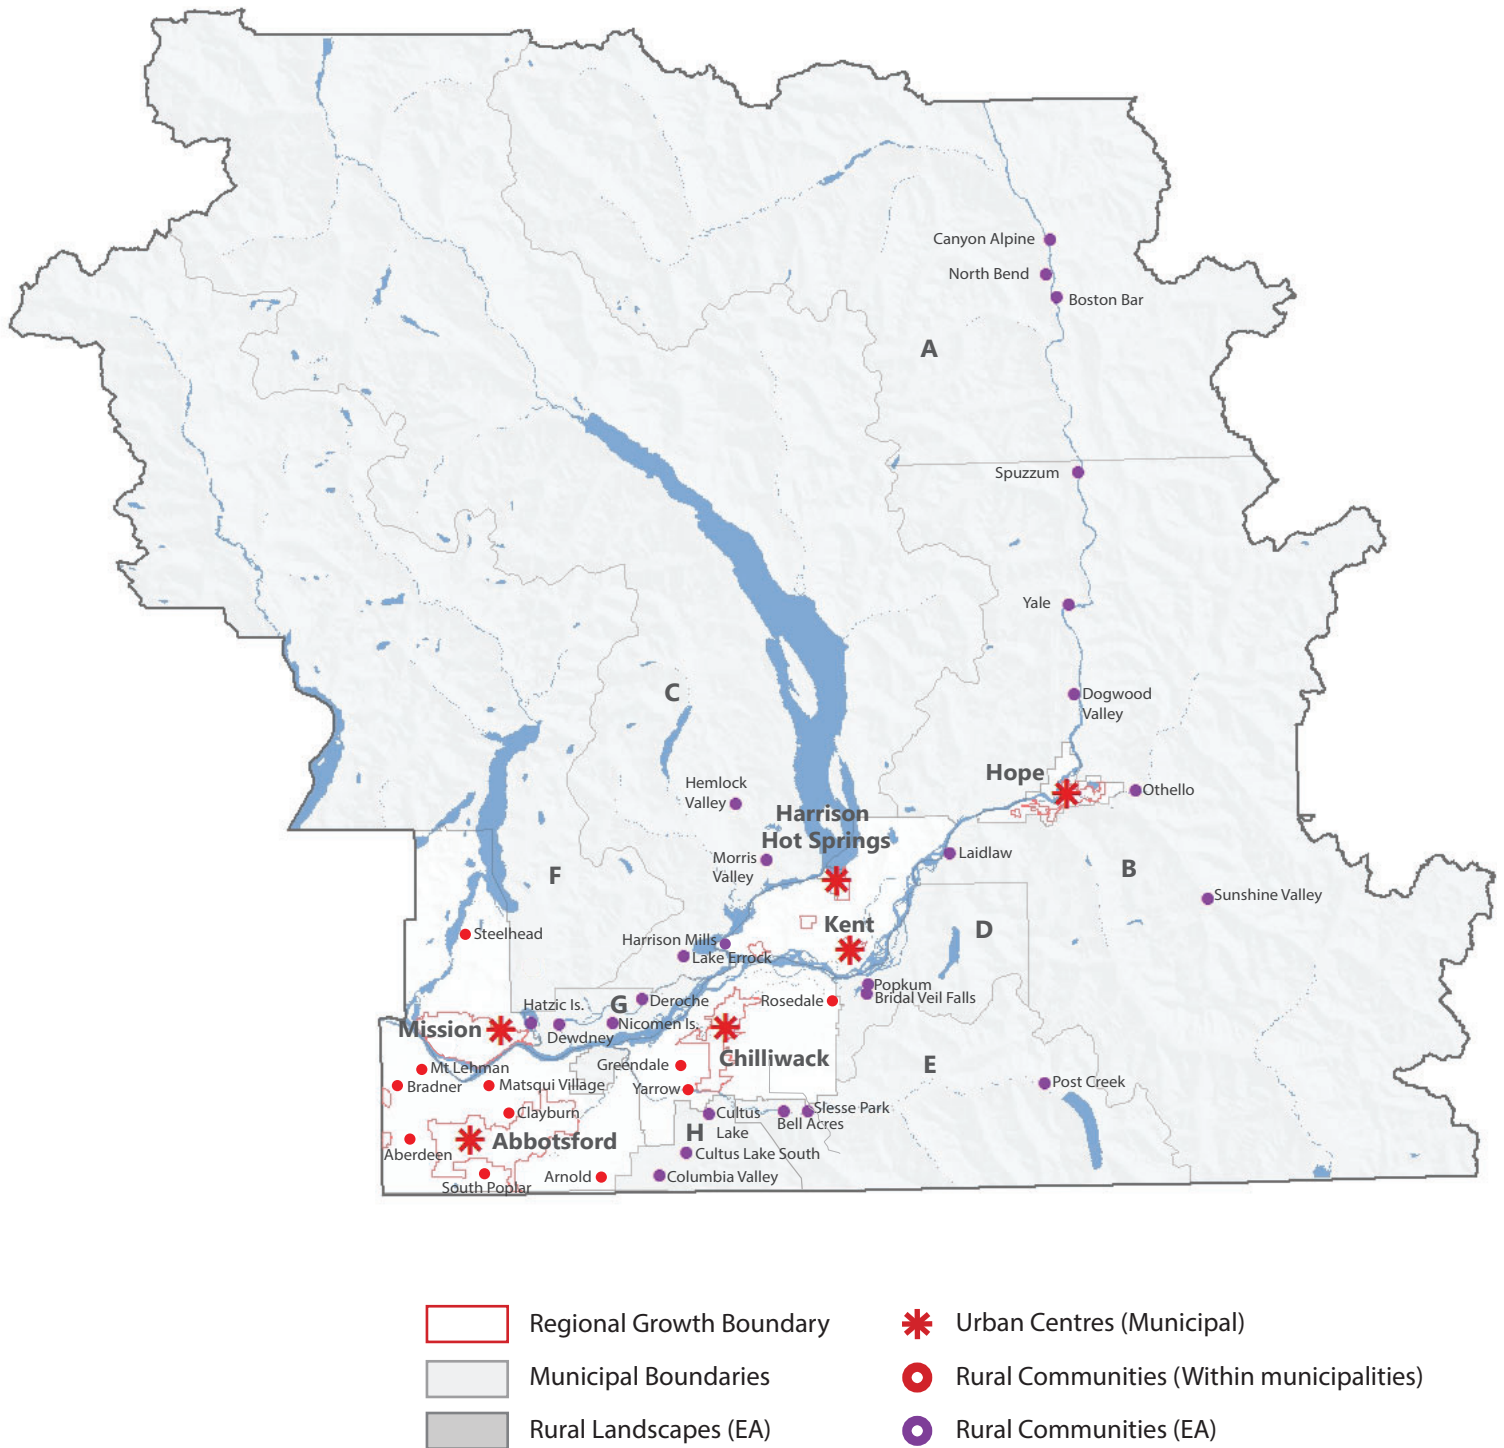 Canyon Alpine
North Bend
Boston Bar
A
Spuzzum
Yale
C
Dogwood
Valley
Hope
Othello
Hemlock
Valley
Harrison
Hot Springs
Morris
Valley
Laidlaw
F
B
Sunshine Valley
Steelhead
Kent
D
Harrison Mills
Lake Errock
Popkum
Bridal Veil Falls
Hatzic Is.
G
Deroche
Rosedale
Mission
Dewdney
Nicomen Is.
Chilliwack
Mt Lehman
Greendale
E
Bradner
Matsqui Village
Yarrow
Post Creek
Clayburn
Cultus
Lake
Slesse Park
Bell Acres
Abbotsford
H
Aberdeen
Cultus Lake South
South Poplar
Arnold
Columbia Valley
Regional Growth Boundary
Urban Centres (Municipal)
Municipal Boundaries
Rural Communities (Within municipalities)
Rural Landscapes (EA)
Rural Communities (EA)